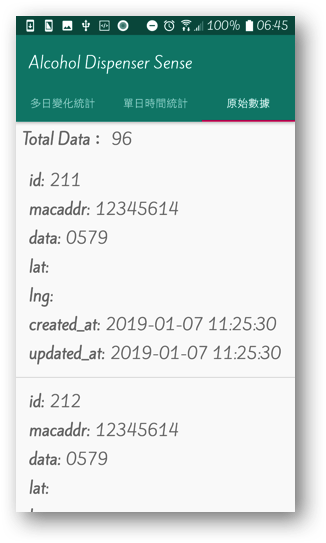 100% 06:45
Alcohol Dispenser Sense
多日變化統計 單日時間統計 原始數據
Total Data： 96
id: 211
macaddr: 12345614
data: 0579
lat:
lng:
created_at: 2019-01-07 11:25:30
updated_at: 2019-01-07 11:25:30
id: 212
macaddr: 12345614
data: 0579
lat: